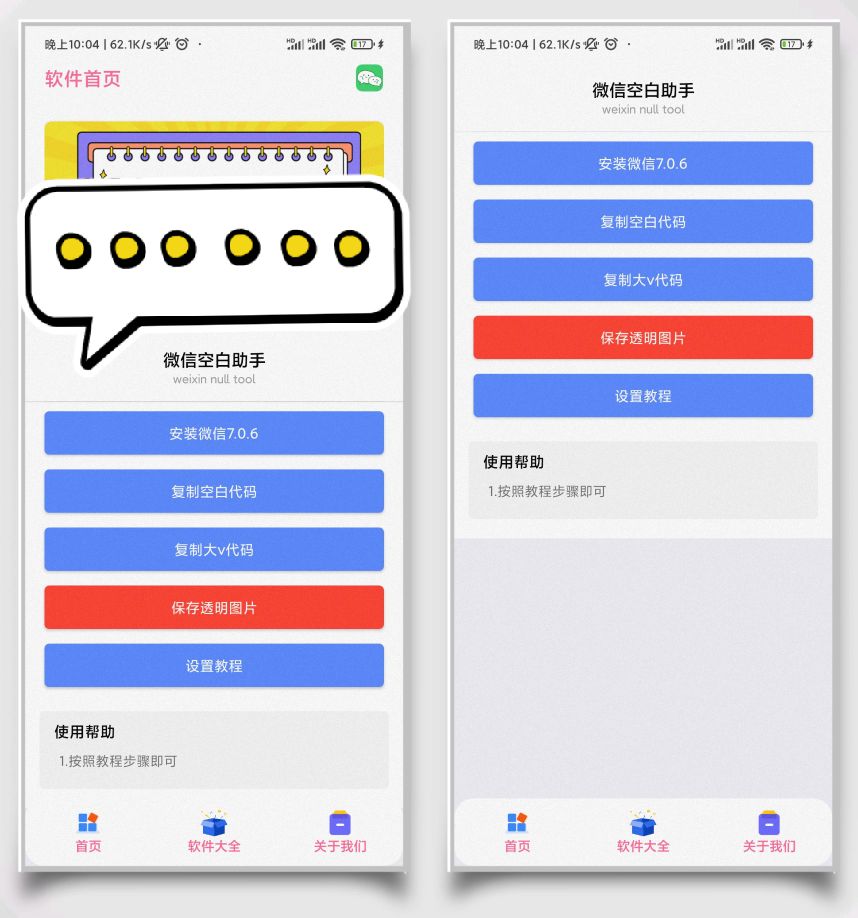 晚上10:04 | 62.1K/s
HD HD 17
软件首页
微信空白助手
weixin null tool
安装微信7.0.6
复制空白代码
复制大v代码
保存透明图片
设置教程
使用帮助
1.按照教程步骤即可
首页
软件大全
关于我们
晚上10:04 | 62.1K/s
HD HD 17
微信空白助手
weixin null tool
安装微信7.0.6
复制空白代码
复制大v代码
保存透明图片
设置教程
使用帮助
1.按照教程步骤即可
首页
软件大全
关于我们